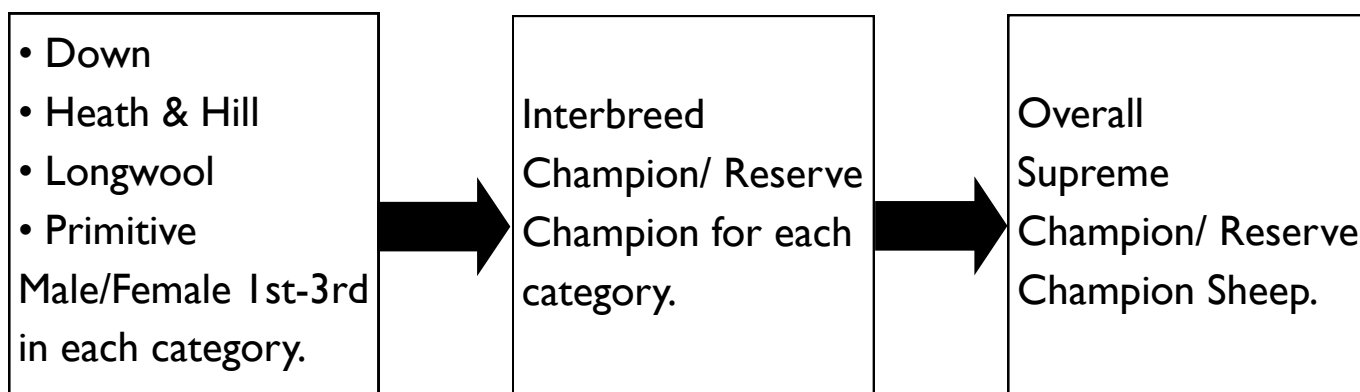 • Down
• Heath & Hill
• Longwool
• Primitive
Male/Female 1st-3rd
in each category.
Interbreed
Champion/ Reserve
Champion for each
category.
Overall
Supreme
Champion/ Reserve
Champion Sheep.